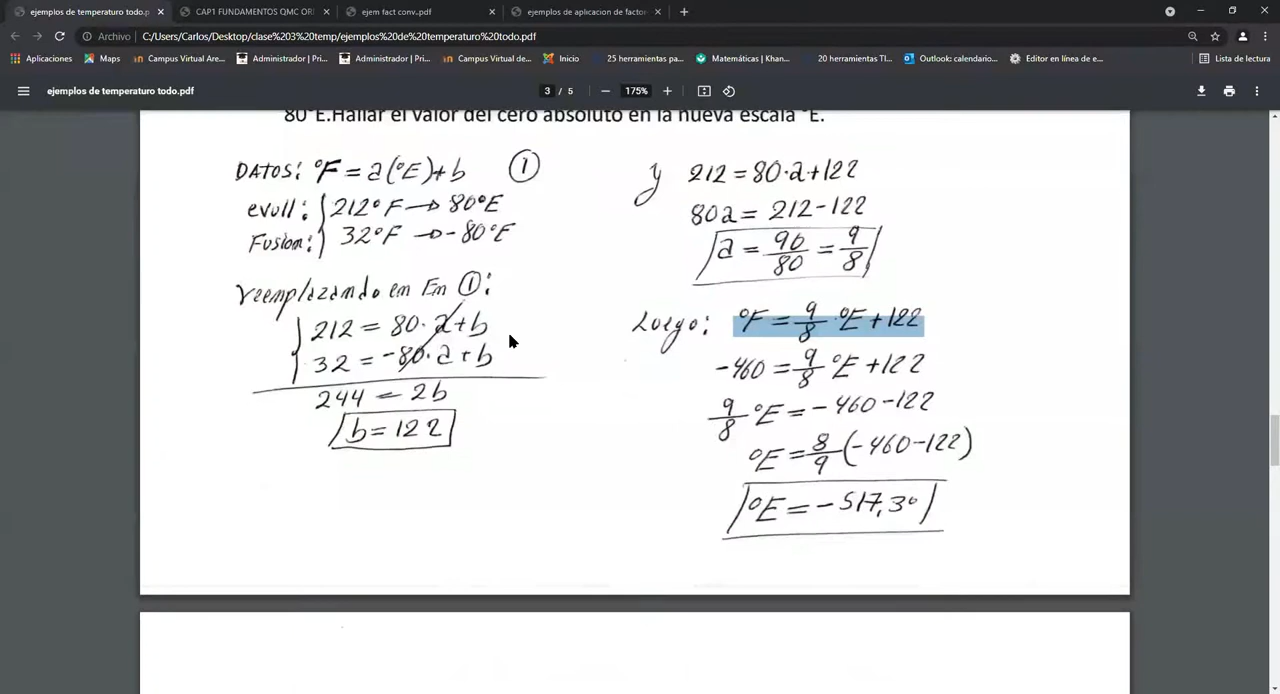 ejemplos de temperaturo todo.p
CAP1 FUNDAMENTOS QMC ORI
ejem fact conv..pdf
ejemplos de aplicacion de factor
Archivo
C:/Users/Carlos/Desktop/clase%203%20temp/ejemplos%20de%20temperaturo%20todo.pdf
Aplicaciones
Maps
Campus Virtual Are...
Administrador | Pri...
Administrador | Pri...
Campus Virtual de...
Inicio
25 herramientas pa...
Matemáticas | Khan...
20 herramientas TI...
Outlook: calendario...
Editor en línea de e...
Lista de lectura
ejemplos de temperaturo todo.pdf
3 / 5
175%
80°E.Hallar el valor del cero absoluto en la nueva escala °E.
DATOS: °F = a(°E)+b ①
evull: 212°F → 80°E
Fusion: 32°F → -80°E
reemplazando em Em ①:
212 = 80·a+b
32 = -80·a+b
244 = 2b
b = 122
y 212 = 80·a+122
80a = 212-122
a = 90/80 = 9/8
Luego: °F = 9/8·°E+122
-460 = 9/8 °E+122
9/8 °E = -460-122
°E = 8/9(-460-122)
°E = -517,3°